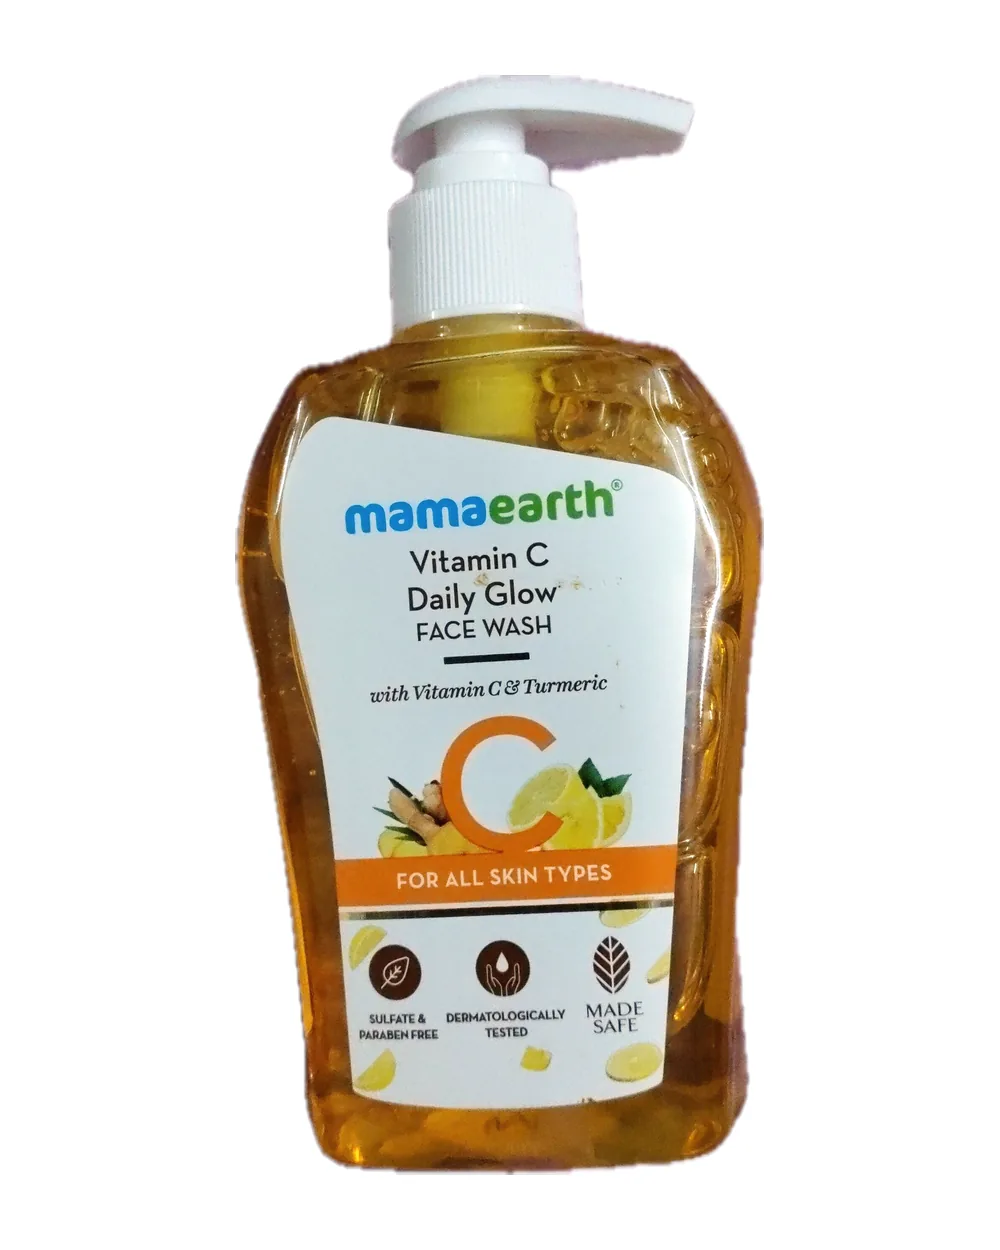 mamaearth®
Vitamin C
Daily Glow
FACE WASH
with Vitamin C & Turmeric
C
FOR ALL SKIN TYPES
SULFATE &
PARABEN FREE
DERMATOLOGICALLY
TESTED
MADE
SAFE